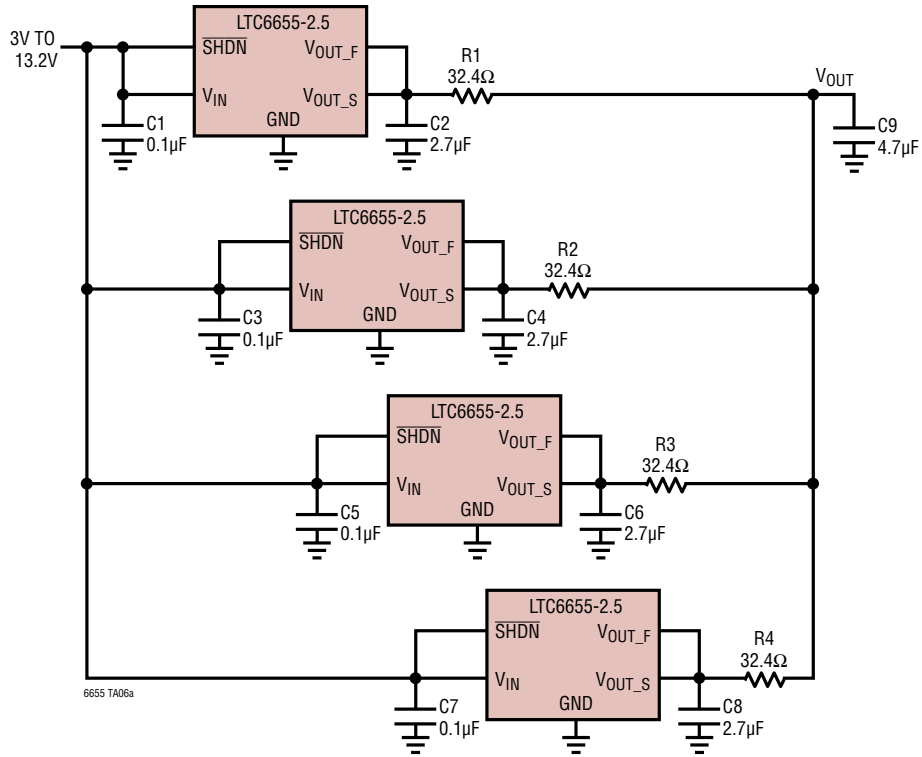 3V TO
13.2V
LTC6655-2.5
SHDN
VOUT_F
VIN
VOUT_S
GND
C1
0.1µF
C2
2.7µF
R1
32.4Ω
VOUT
C9
4.7µF
LTC6655-2.5
SHDN
VOUT_F
VIN
VOUT_S
GND
C3
0.1µF
C4
2.7µF
R2
32.4Ω
LTC6655-2.5
SHDN
VOUT_F
VIN
VOUT_S
GND
C5
0.1µF
C6
2.7µF
R3
32.4Ω
LTC6655-2.5
SHDN
VOUT_F
VIN
VOUT_S
GND
C7
0.1µF
C8
2.7µF
R4
32.4Ω
6655 TA06a